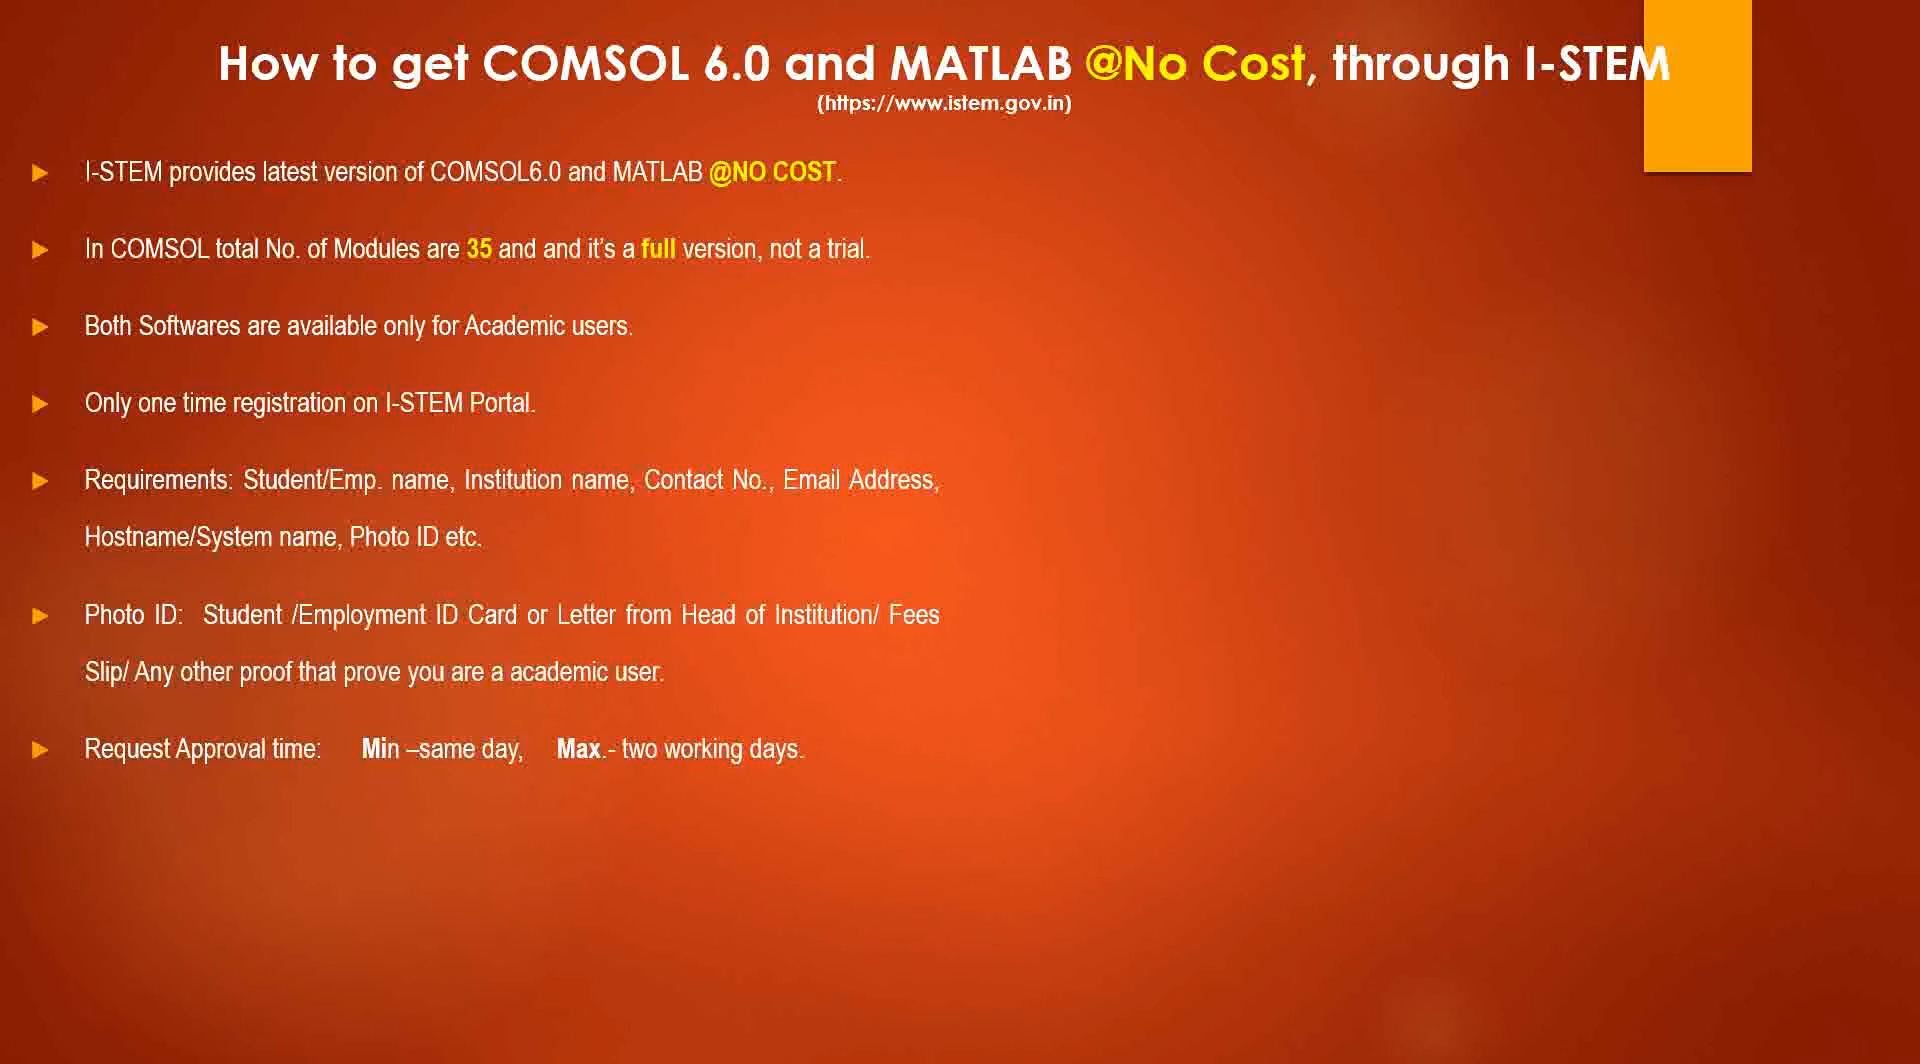 How to get COMSOL 6.0 and MATLAB @No Cost, through I-STEM
(https://www.istem.gov.in)
I-STEM provides latest version of COMSOL6.0 and MATLAB @NO COST.
In COMSOL total No. of Modules are 35 and and it’s a full version, not a trial.
Both Softwares are available only for Academic users.
Only one time registration on I-STEM Portal.
Requirements: Student/Emp. name, Institution name, Contact No., Email Address,
Hostname/System name, Photo ID etc.
Photo ID: Student /Employment ID Card or Letter from Head of Institution/ Fees
Slip/ Any other proof that prove you are a academic user.
Request Approval time: Min –same day, Max.- two working days.